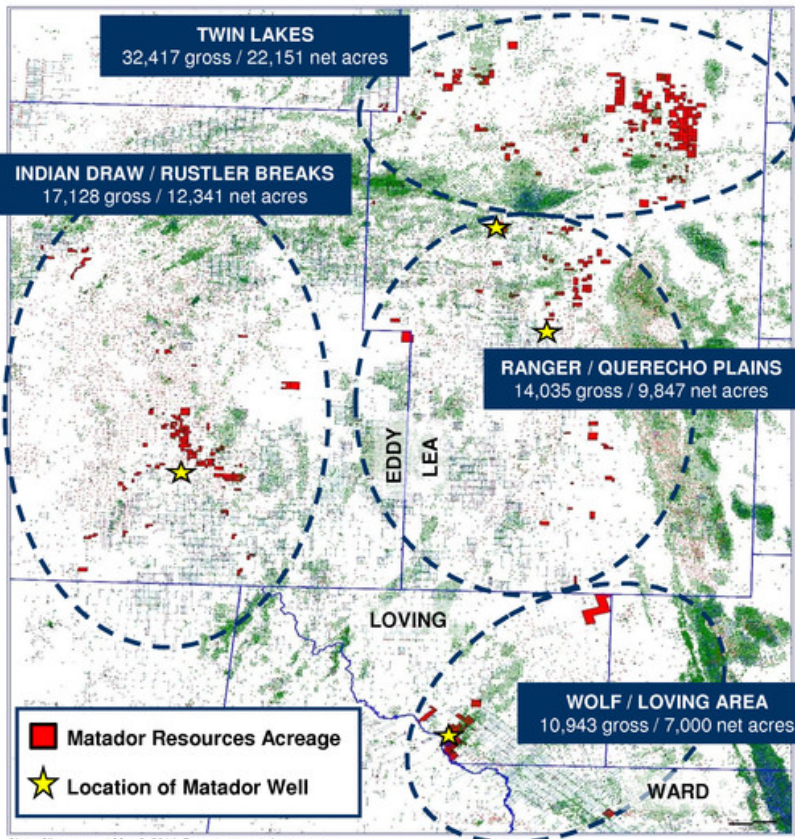 TWIN LAKES
32,417 gross / 22,151 net acres
INDIAN DRAW / RUSTLER BREAKS
17,128 gross / 12,341 net acres
RANGER / QUERECHO PLAINS
14,035 gross / 9,847 net acres
EDDY
LEA
LOVING
WOLF / LOVING AREA
10,943 gross / 7,000 net acres
WARD
Matador Resources Acreage
Location of Matador Well